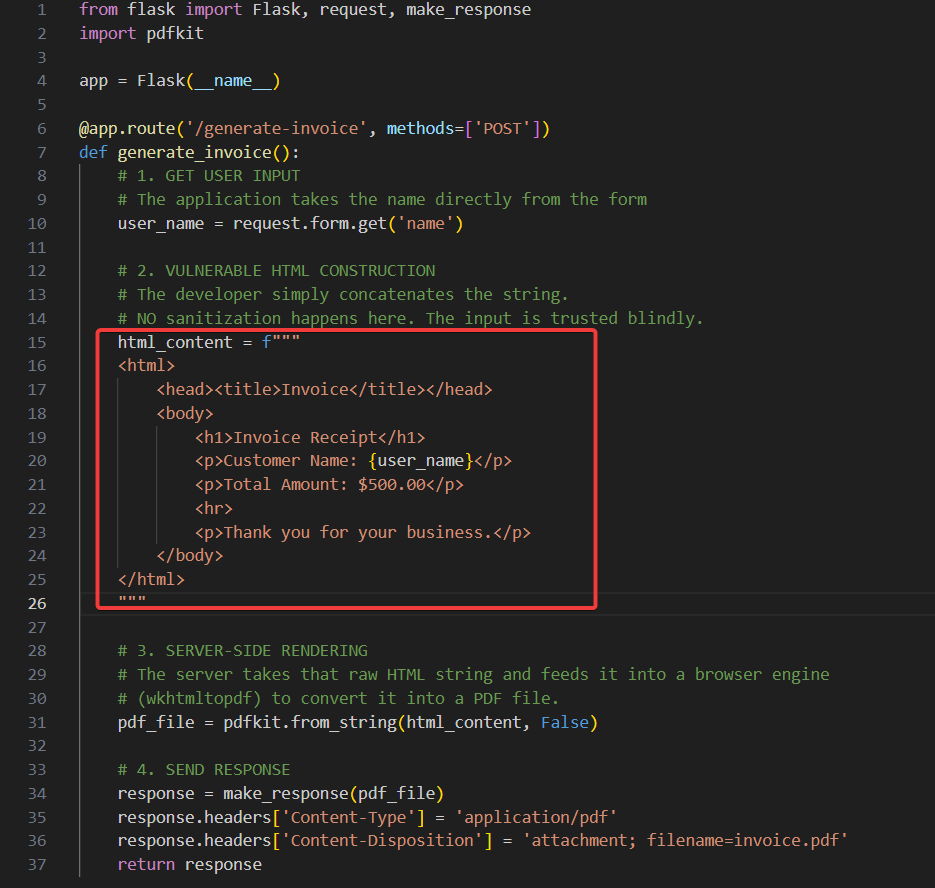 1 from flask import Flask, request, make_response
2 import pdfkit
3
4 app = Flask(__name__)
5
6 @app.route('/generate-invoice', methods=['POST'])
7 def generate_invoice():
8     # 1. GET USER INPUT
9     # The application takes the name directly from the form
10     user_name = request.form.get('name')
11
12     # 2. VULNERABLE HTML CONSTRUCTION
13     # The developer simply concatenates the string.
14     # NO sanitization happens here. The input is trusted blindly.
15     html_content = f"""
16     <html>
17         <head><title>Invoice</title></head>
18         <body>
19             <h1>Invoice Receipt</h1>
20             <p>Customer Name: {user_name}</p>
21             <p>Total Amount: $500.00</p>
22             <hr>
23             <p>Thank you for your business.</p>
24         </body>
25     </html>
26     """
27
28     # 3. SERVER-SIDE RENDERING
29     # The server takes that raw HTML string and feeds it into a browser engine
30     # (wkhtmltopdf) to convert it into a PDF file.
31     pdf_file = pdfkit.from_string(html_content, False)
32
33     # 4. SEND RESPONSE
34     response = make_response(pdf_file)
35     response.headers['Content-Type'] = 'application/pdf'
36     response.headers['Content-Disposition'] = 'attachment; filename=invoice.pdf'
37     return response